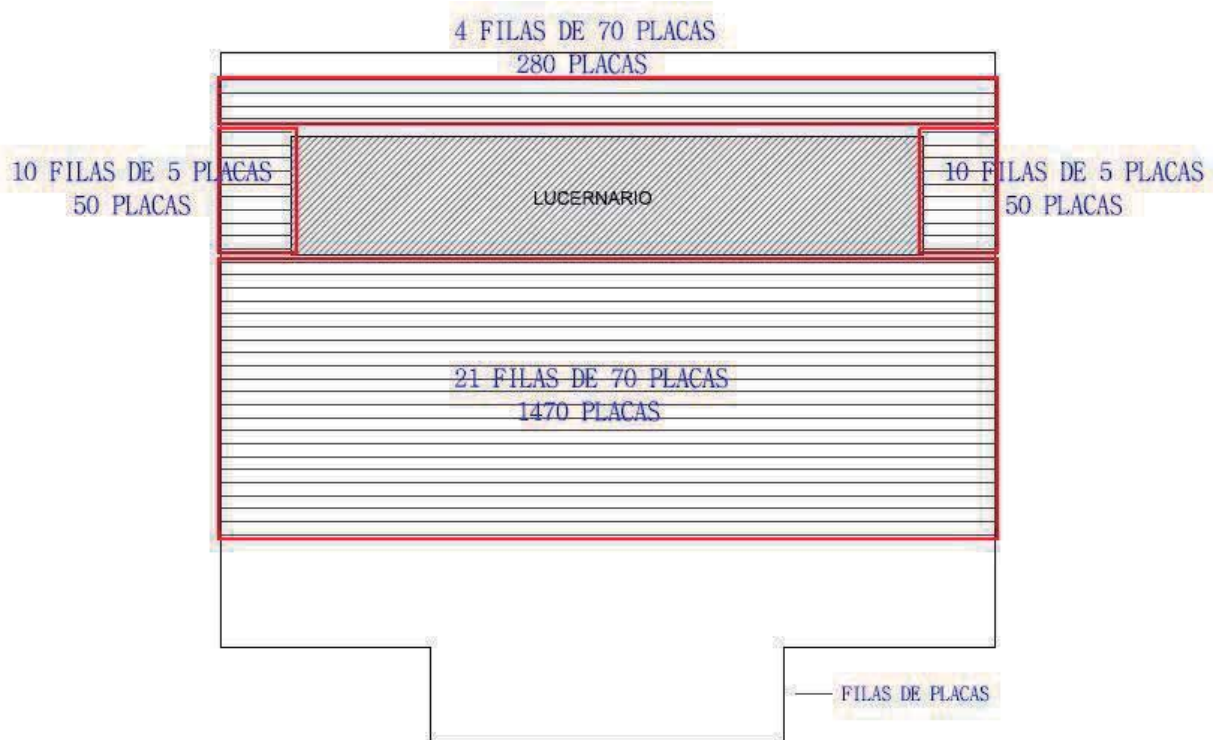 4 FILAS DE 70 PLACAS
280 PLACAS
10 FILAS DE 5 PLACAS
50 PLACAS
LUCERNARIO
10 FILAS DE 5 PLACAS
50 PLACAS
21 FILAS DE 70 PLACAS
1470 PLACAS
FILAS DE PLACAS